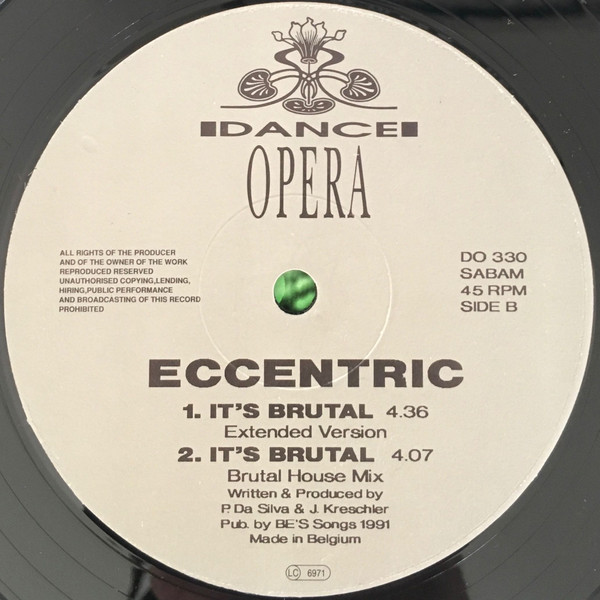 DANCE
OPERA
ALL RIGHTS OF THE PRODUCER
AND OF THE OWNER OF THE WORK
REPRODUCED RESERVED
UNAUTHORISED COPYING,LENDING,
HIRING,PUBLIC PERFORMANCE
AND BROADCASTING OF THIS RECORD
PROHIBITED
DO 330
SABAM
45 RPM
SIDE B
ECCENTRIC
1. IT'S BRUTAL 4.36
Extended Version
2. IT'S BRUTAL 4.07
Brutal House Mix
Written & Produced by
P. Da Silva & J. Kreschler
Pub. by BE'S Songs 1991
Made in Belgium
LC 6971